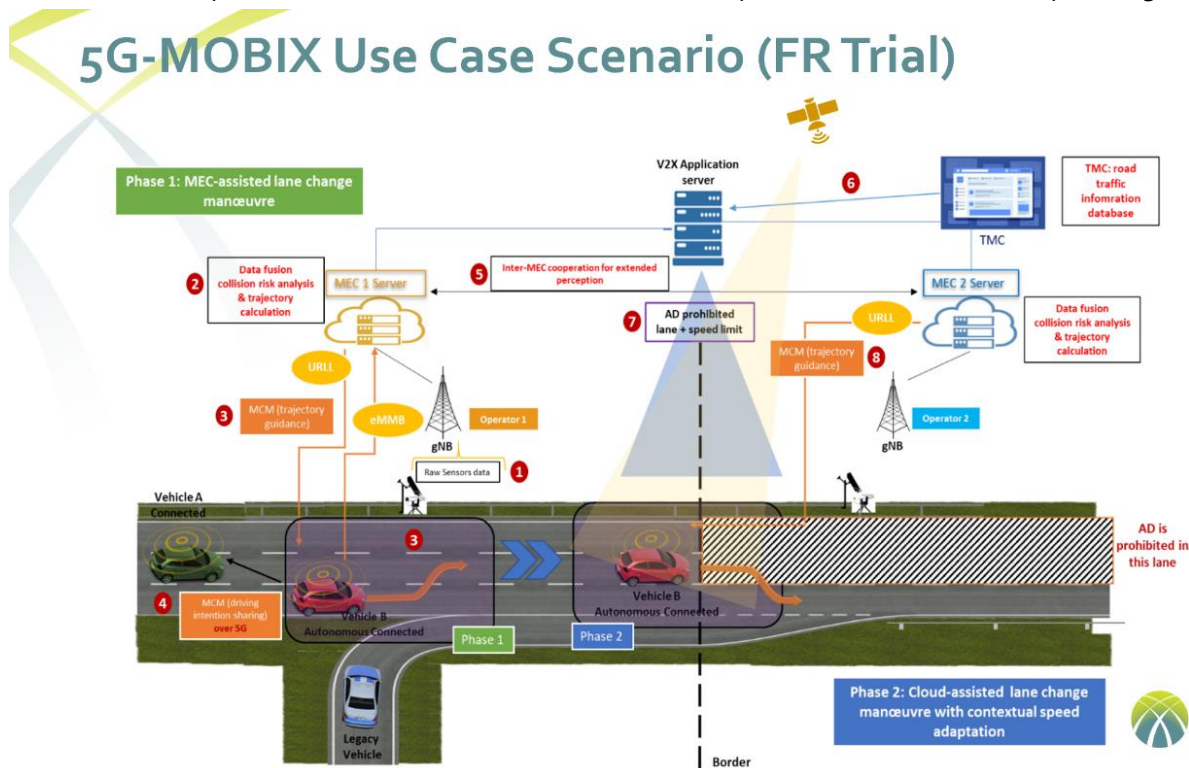 5G-MOBIX Use Case Scenario (FR Trial)
Phase 1: MEC-assisted lane change
manœuvre
V2X Application
server
6
TMC: road
traffic
infomration
database
TMC
2
Data fusion
collision risk analysis
& trajectory
calculation
MEC 1 Server
5
Inter-MEC cooperation for extended
perception
MEC 2 Server
7
AD prohibited
lane + speed limit
URLL
Data fusion
collision risk analysis
& trajectory
calculation
URLL
MCM (trajectory
guidance)
8
3
MCM (trajectory
guidance)
eMMB
Operator 1
gNB
Operator 2
gNB
Raw Sensors data
1
Vehicle A
Connected
3
AD is
prohibited in
this lane
4
MCM (driving
intention sharing)
over 5G
Vehicle B
Autonomous Connected
Vehicle B
Autonomous Connected
Phase 1
Phase 2
Phase 2: Cloud-assisted lane change
manœuvre with contextual speed
adaptation
Legacy
Vehicle
Border